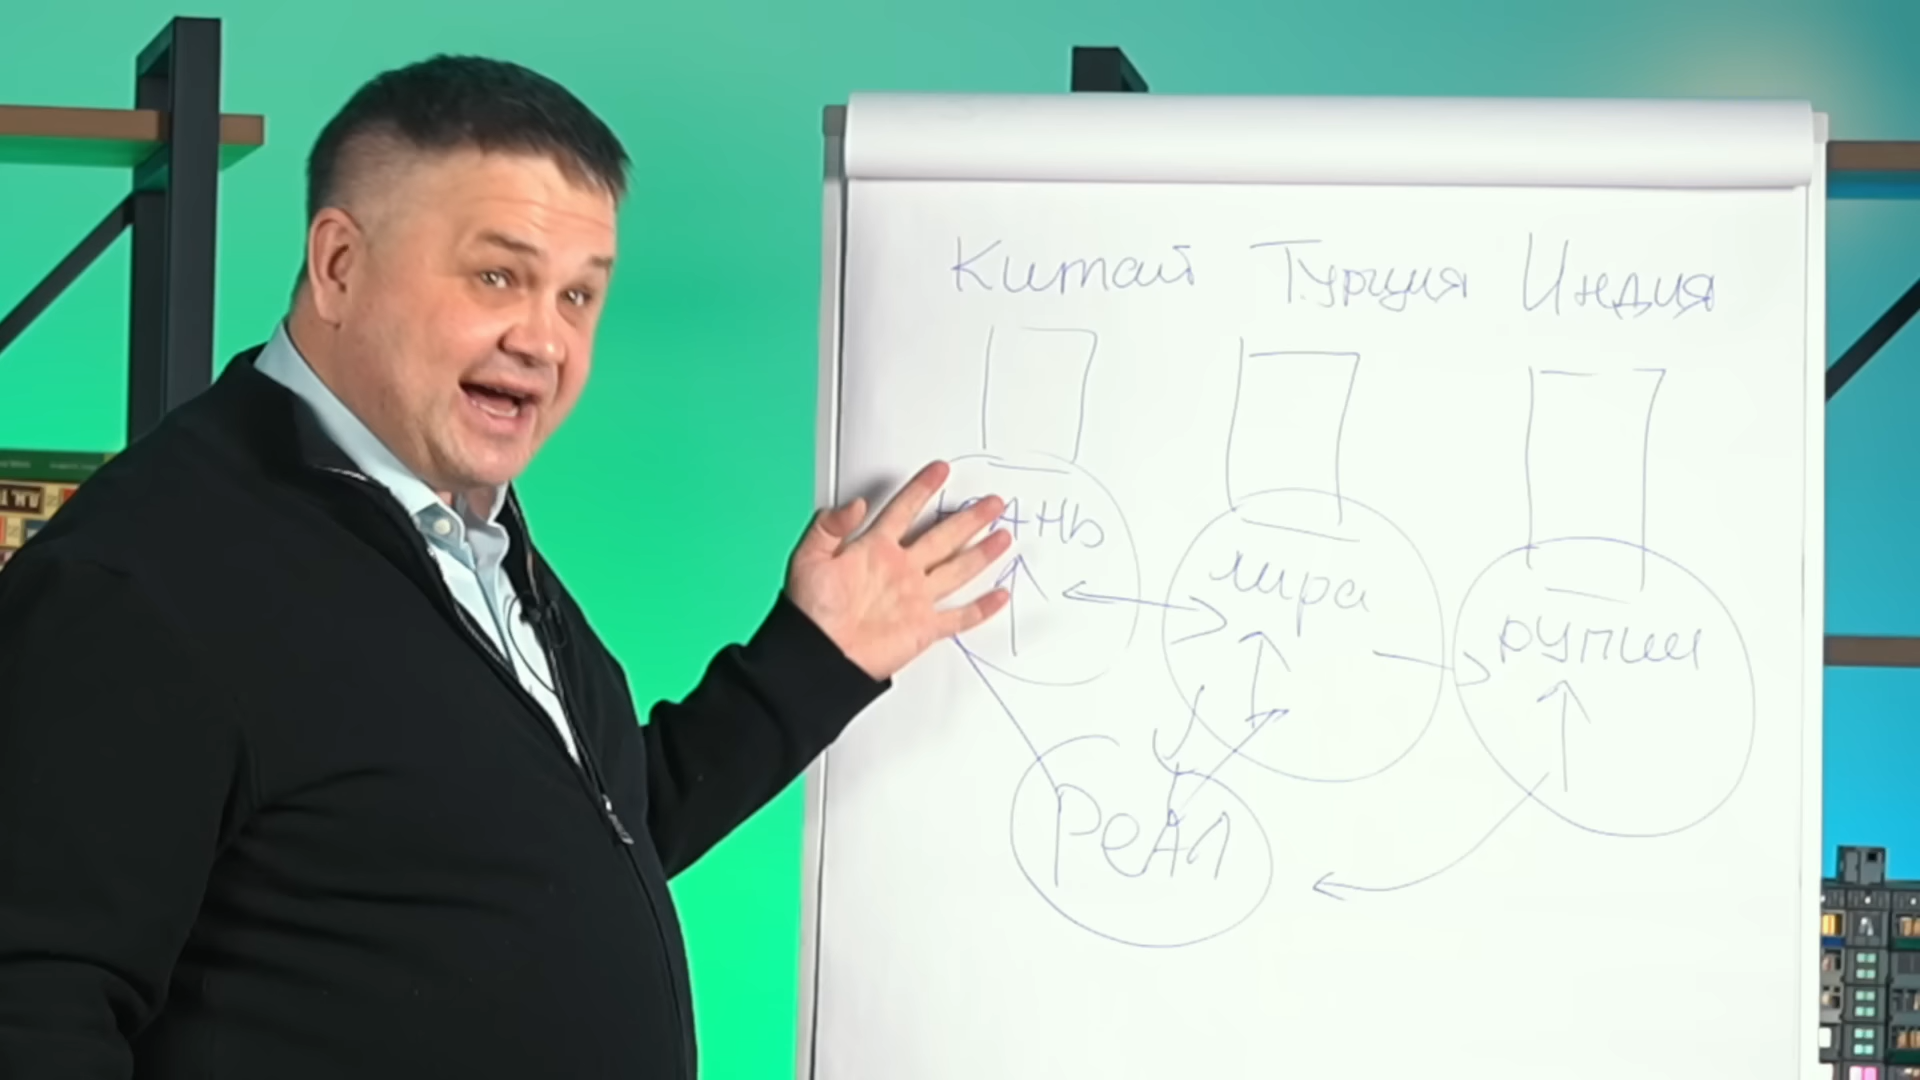 Китай Турция Индия
юань
лира
рупии
реал